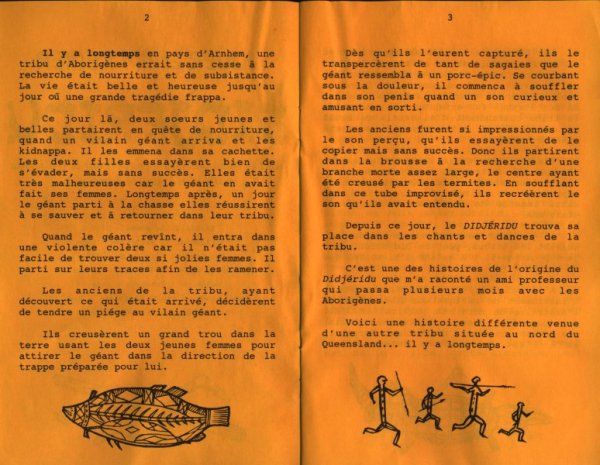 2
Il y a longtemps en pays d'Arnhem, une
tribu d'Aborigènes errait sans cesse à la
recherche de nourriture et de subsistance.
La vie était belle et heureuse jusqu'au
jour où une grande tragédie frappa.
Ce jour là, deux soeurs jeunes et
belles partairent en quête de nourriture,
quand un vilain géant arriva et les
kidnappa. Il les emmena dans sa cachette.
Les deux filles essayèrent bien de
s'évader, mais sans succès. Elles était
très malheureuses car le géant en avait
fait ses femmes. Longtemps après, un jour
le géant parti à la chasse elles réussirent
à se sauver et à retourner dans leur tribu.
Quand le géant revînt, il entra dans
une violente colère car il n'était pas
facile de trouver deux si jolies femmes. Il
parti sur leurs traces afin de les ramener.
Les anciens de la tribu, ayant
découvert ce qui était arrivé, décidèrent
de tendre un piége au vilain géant.
Ils creusèrent un grand trou dans la
terre usant les deux jeunes femmes pour
attirer le géant dans la direction de la
trappe préparée pour lui.
3
Dès qu'ils l'eurent capturé, ils le
transpercèrent de tant de sagaies que le
géant ressembla à un porc-épic. Se courbant
sous la douleur, il commenca à souffler
dans son penis quand un son curieux et
amusant en sorti.
Les anciens furent si impressionés par
le son perçu, qu'ils essayèrent de le
copier mais sans succès. Donc ils partirent
dans la brousse à la recherche d'une
branche morte assez large, le centre ayant
été creusé par les termites. En soufflant
dans ce tube improvisé, ils recréèrent le
son qu'ils avait entendu.
Depuis ce jour, le DIDJÉRIDU trouva sa
place dans les chants et dances de la
tribu.
C'est une des histoires de l'origine du
Didjéridu que m'a raconté un ami professeur
qui passa plusieurs mois avec les
Aborigènes.
Voici une histoire différente venue
d'une autre tribu située au nord du
Queensland... il y a longtemps.